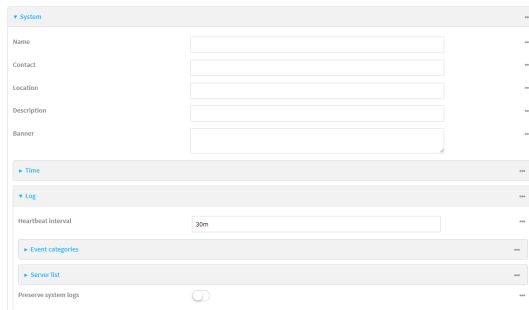 System
Name
Contact
Location
Description
Banner
Time
Log
Heartbeat interval
30m
Event categories
Server list
Preserve system logs